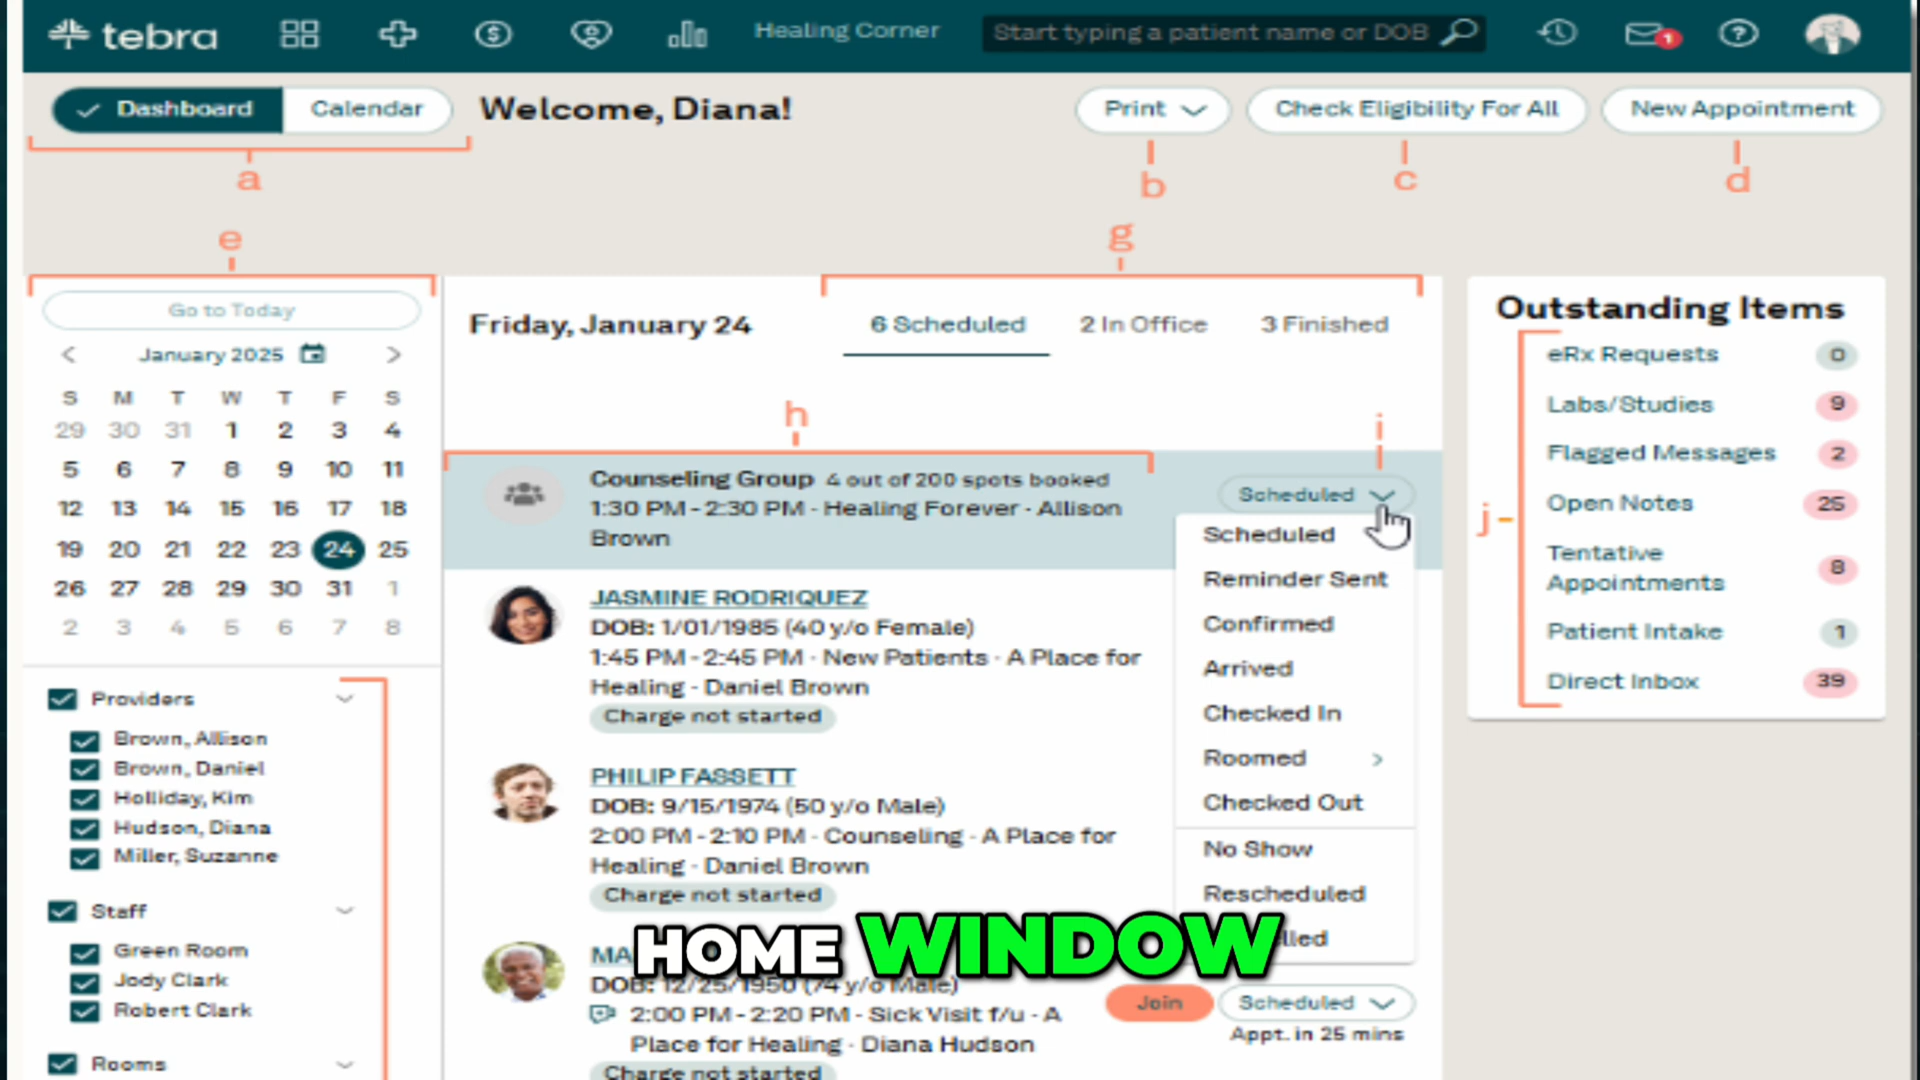 tebra
Healing Corner
Start typing a patient name or DOB
1
Dashboard
Calendar
Welcome, Diana!
Print
Check Eligibility For All
New Appointment
a
b
c
d
e
g
Go to Today
January 2025
S M T W T F S
29 30 31 1 2 3 4
5 6 7 8 9 10 11
12 13 14 15 16 17 18
19 20 21 22 23 24 25
26 27 28 29 30 31 1
2 3 4 5 6 7 8
Providers
Brown, Allison
Brown, Daniel
Holliday, Kim
Hudson, Diana
Miller, Suzanne
Staff
Green Room
Jody Clark
Robert Clark
Rooms
Friday, January 24
6 Scheduled
2 In Office
3 Finished
h
i
Counseling Group 4 out of 200 spots booked
1:30 PM - 2:30 PM · Healing Forever · Allison
Brown
Scheduled
Scheduled
Reminder Sent
Confirmed
Arrived
Checked In
Roomed
Checked Out
No Show
Rescheduled
lled
JASMINE RODRIQUEZ
DOB: 1/01/1985 (40 y/o Female)
1:45 PM - 2:45 PM · New Patients · A Place for
Healing · Daniel Brown
Charge not started
PHILIP FASSETT
DOB: 9/15/1974 (50 y/o Male)
2:00 PM - 2:10 PM · Counseling · A Place for
Healing · Daniel Brown
Charge not started
MA
DOB: 12/25/1950 (74 y/o Male)
2:00 PM - 2:20 PM · Sick Visit f/u · A
Place for Healing · Diana Hudson
Charge not started
Join
Scheduled
Appt. in 25 mins
HOME WINDOW
Outstanding Items
j
eRx Requests 0
Labs/Studies 9
Flagged Messages 2
Open Notes 25
Tentative
Appointments 8
Patient Intake 1
Direct Inbox 39